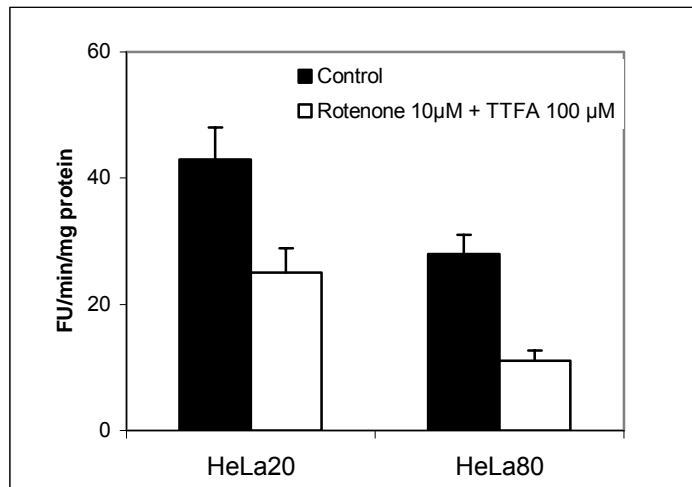 60
Control
Rotenone 10µM + TTFA 100 µM
40
FU/min/mg protein
20
0
HeLa20 HeLa80